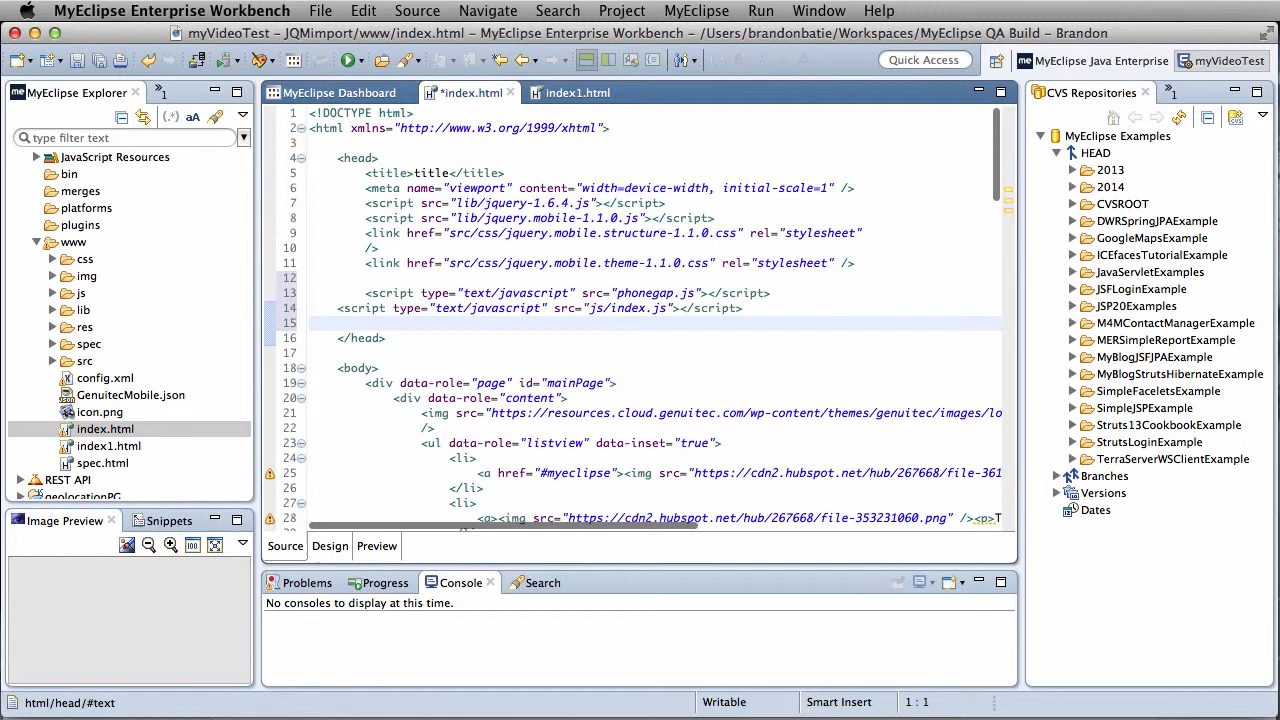 MyEclipse Enterprise Workbench File Edit Source Navigate Search Project MyEclipse Run Window Help
myVideoTest - JQMimport/www/index.html - MyEclipse Enterprise Workbench - /Users/brandonbatie/Workspaces/MyEclipse QA Build - Brandon
Quick Access
MyEclipse Java Enterprise
myVideoTest
MyEclipse Explorer
»1
type filter text
JavaScript Resources
bin
merges
platforms
plugins
www
css
img
js
lib
res
spec
src
config.xml
GenuitecMobile.json
icon.png
index.html
index1.html
spec.html
REST API
geolocationPG
Image Preview
Snippets
MyEclipse Dashboard
*index.html
index1.html
1 <!DOCTYPE html>
2 <html xmlns="http://www.w3.org/1999/xhtml">
3
4 <head>
5 <title>title</title>
6 <meta name="viewport" content="width=device-width, initial-scale=1" />
7 <script src="lib/jquery-1.6.4.js"></script>
8 <script src="lib/jquery.mobile-1.1.0.js"></script>
9 <link href="src/css/jquery.mobile.structure-1.1.0.css" rel="stylesheet"
10 />
11 <link href="src/css/jquery.mobile.theme-1.1.0.css" rel="stylesheet" />
12
13 <script type="text/javascript" src="phonegap.js"></script>
14 <script type="text/javascript" src="js/index.js"></script>
15
16 </head>
17
18 <body>
19 <div data-role="page" id="mainPage">
20 <div data-role="content">
21 <img src="https://resources.cloud.genuitec.com/wp-content/themes/genuitec/images/lo
22 />
23 <ul data-role="listview" data-inset="true">
24 <li>
25 <a href="#myeclipse"><img src="https://cdn2.hubspot.net/hub/267668/file-361
26 </li>
27 <li>
28 <a><img src="https://cdn2.hubspot.net/hub/267668/file-353231060.png" /><p>T
Source Design Preview
Problems Progress Console Search
No consoles to display at this time.
CVS Repositories
»1
MyEclipse Examples
HEAD
2013
2014
CVSROOT
DWRSpringJPAExample
GoogleMapsExample
ICEfacesTutorialExample
JavaServletExamples
JSFLoginExample
JSP20Examples
M4MContactManagerExample
MERSimpleReportExample
MyBlogJSFJPAExample
MyBlogStrutsHibernateExample
SimpleFaceletsExample
SimpleJSPExample
Struts13CookbookExample
StrutsLoginExample
TerraServerWSClientExample
Branches
Versions
Dates
html/head/#text
Writable
Smart Insert
1 : 1